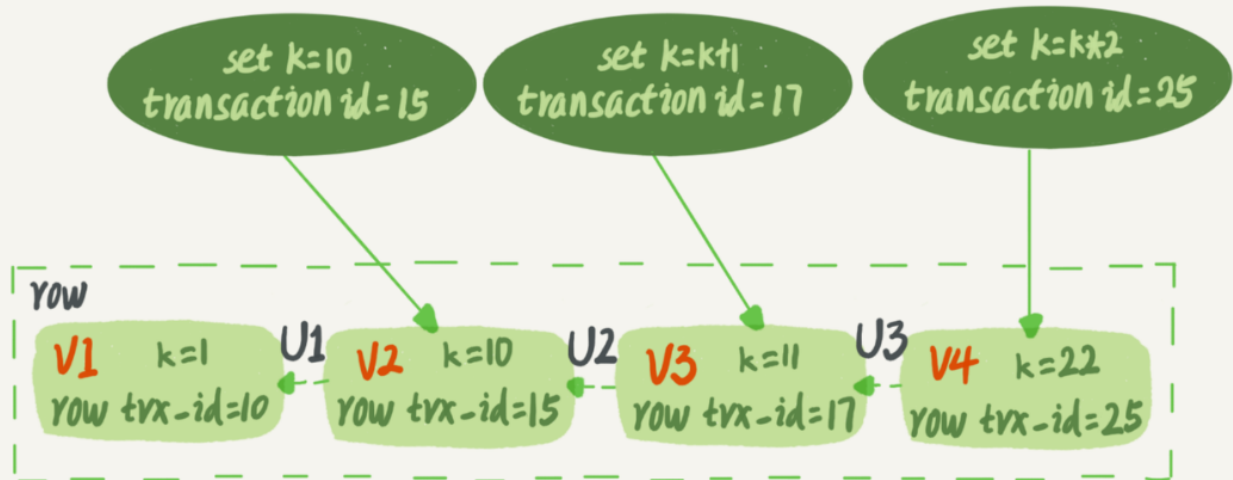 set k=10
transaction id=15
set k=k+1
transaction id=17
set k=k*2
transaction id=25
row
V1 k=1
row trx-id=10
U1
V2 k=10
row trx-id=15
U2
V3 k=11
row trx-id=17
U3
V4 k=22
row trx-id=25